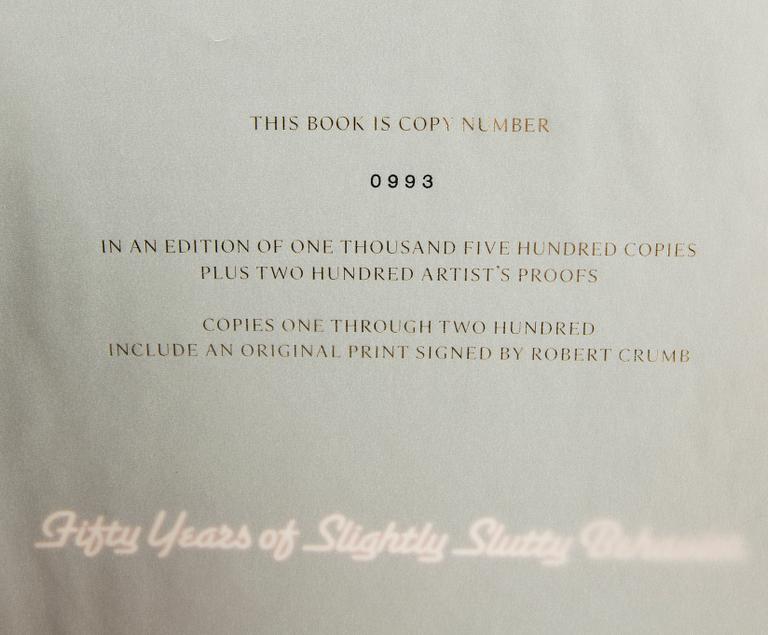 THIS BOOK IS COPY NUMBER
0993
IN AN EDITION OF ONE THOUSAND FIVE HUNDRED COPIES
PLUS TWO HUNDRED ARTIST'S PROOFS
COPIES ONE THROUGH TWO HUNDRED
INCLUDE AN ORIGINAL PRINT SIGNED BY ROBERT CRUMB
Fifty Years of Slightly Slutty